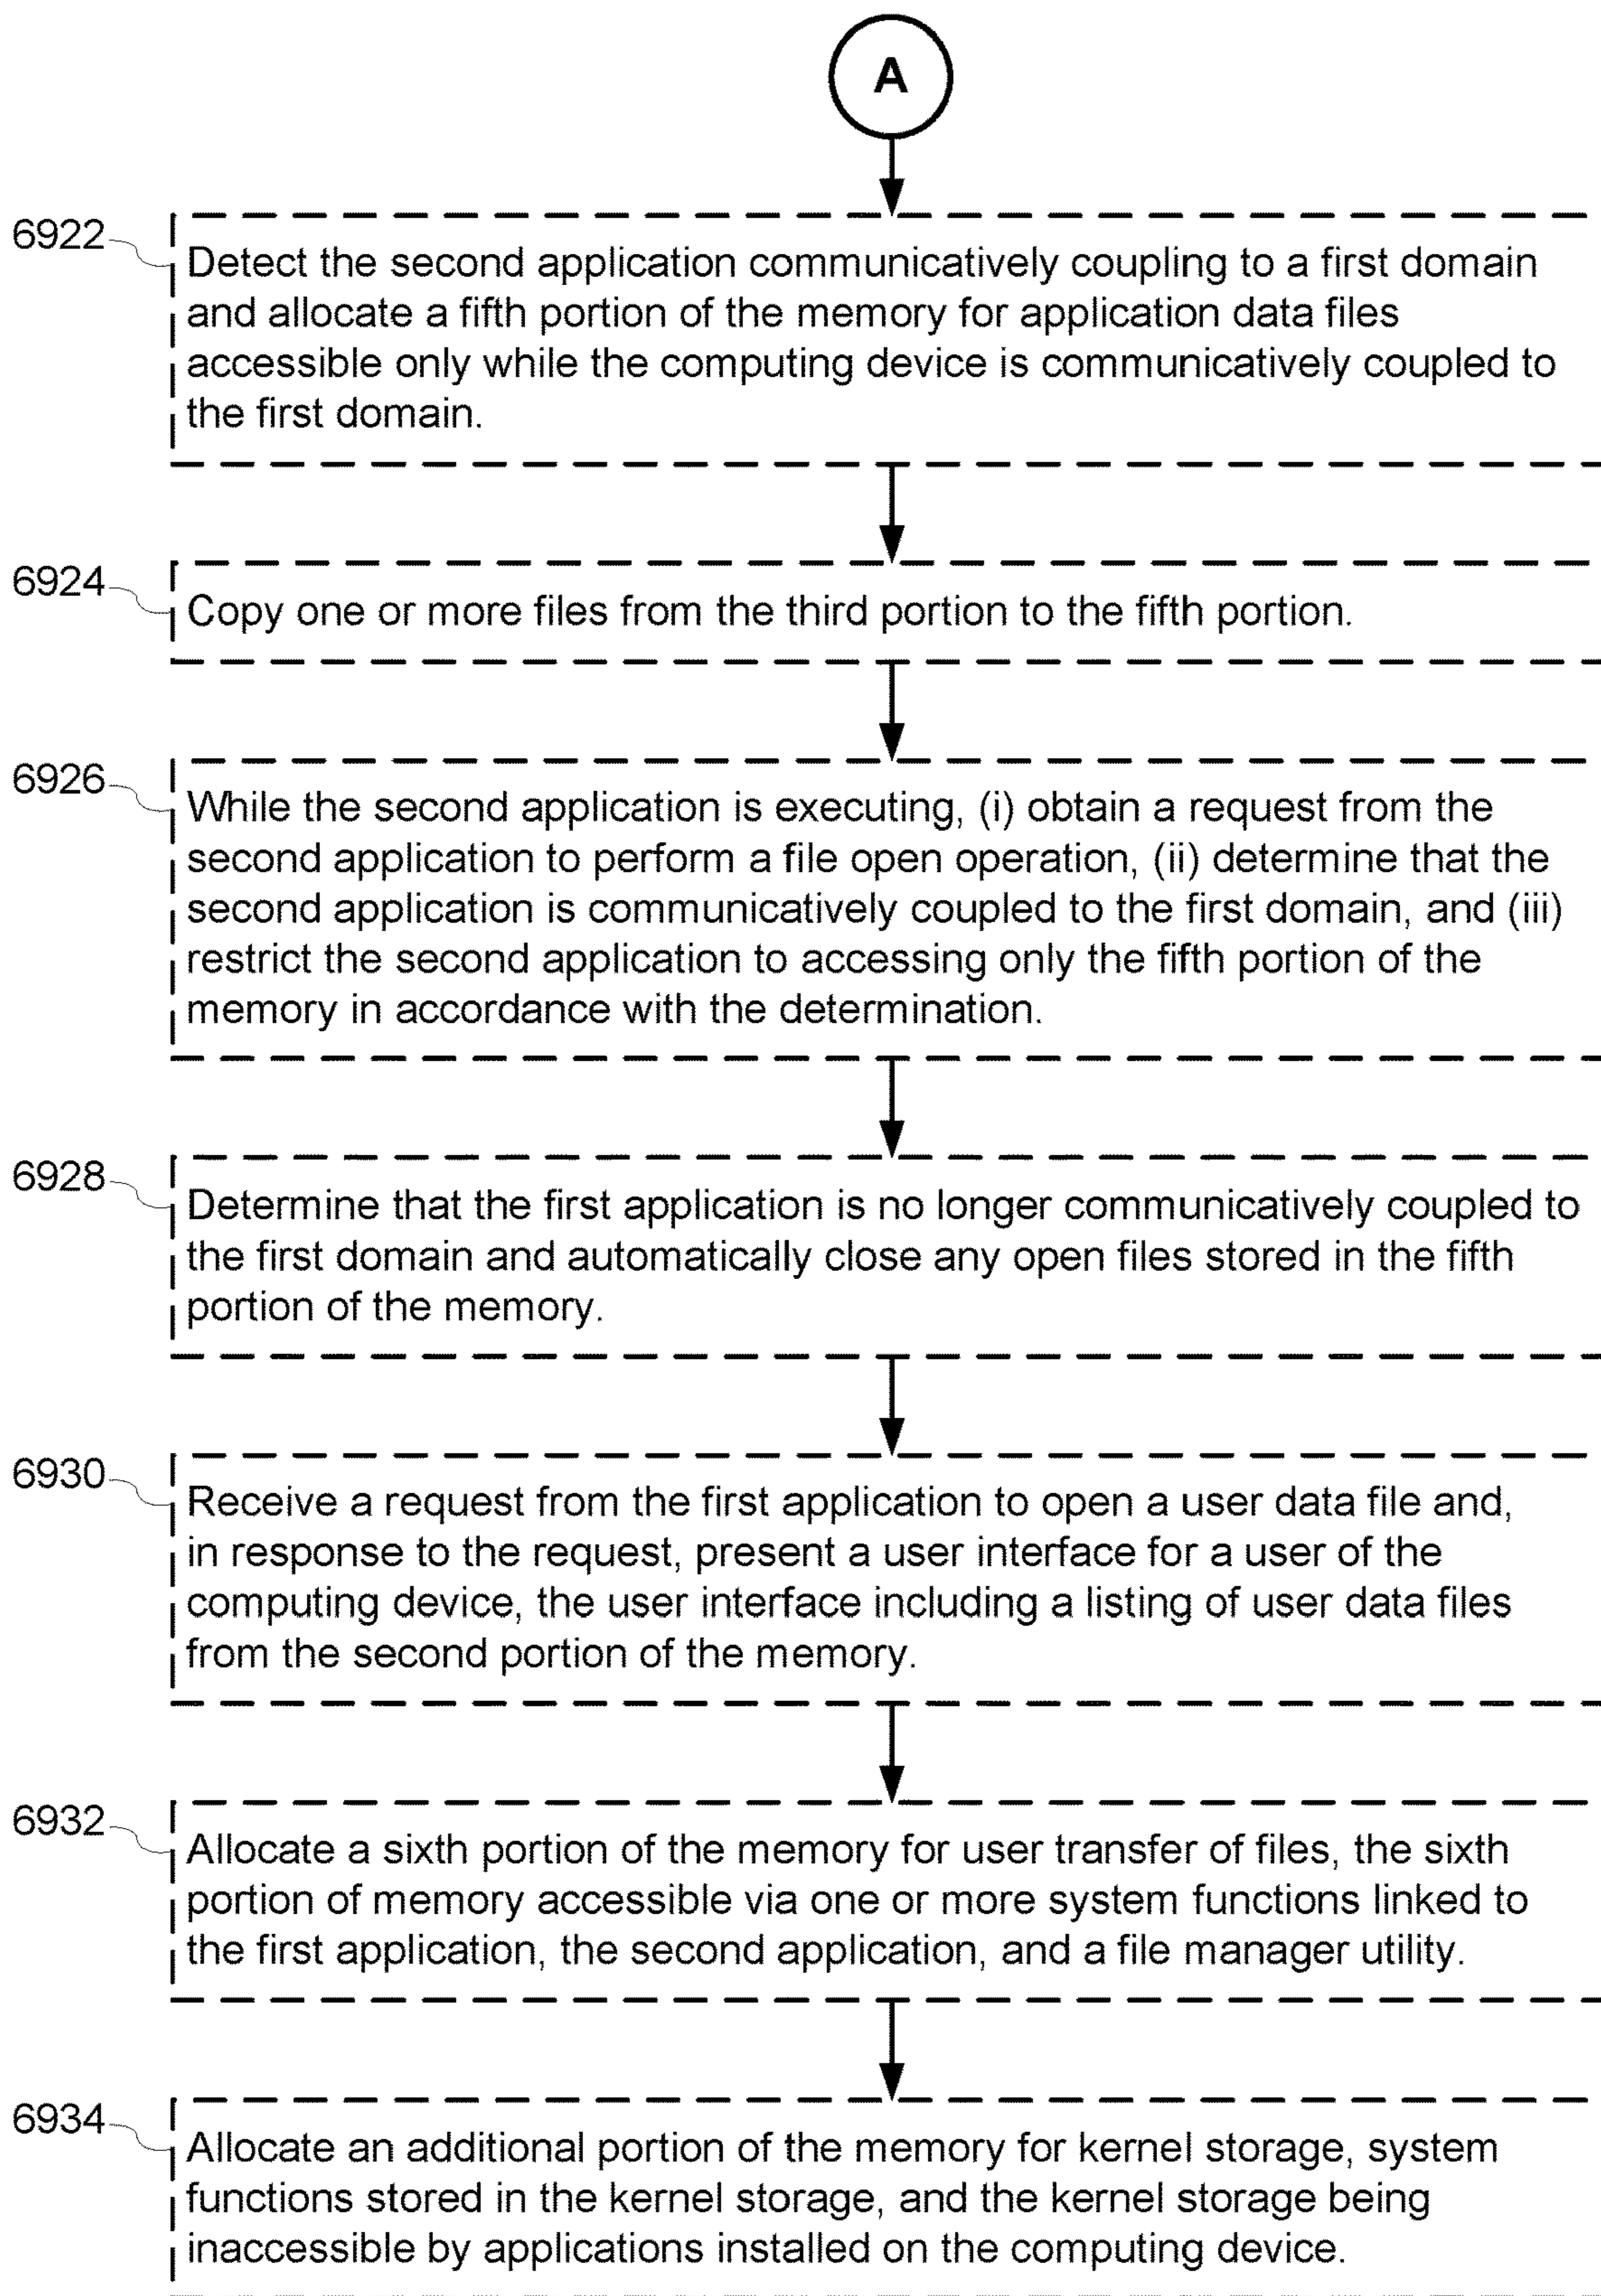 A
6922
Detect the second application communicatively coupling to a first domain
and allocate a fifth portion of the memory for application data files
accessible only while the computing device is communicatively coupled to
the first domain.
6924
Copy one or more files from the third portion to the fifth portion.
6926
While the second application is executing, (i) obtain a request from the
second application to perform a file open operation, (ii) determine that the
second application is communicatively coupled to the first domain, and (iii)
restrict the second application to accessing only the fifth portion of the
memory in accordance with the determination.
6928
Determine that the first application is no longer communicatively coupled to
the first domain and automatically close any open files stored in the fifth
portion of the memory.
6930
Receive a request from the first application to open a user data file and,
in response to the request, present a user interface for a user of the
computing device, the user interface including a listing of user data files
from the second portion of the memory.
6932
Allocate a sixth portion of the memory for user transfer of files, the sixth
portion of memory accessible via one or more system functions linked to
the first application, the second application, and a file manager utility.
6934
Allocate an additional portion of the memory for kernel storage, system
functions stored in the kernel storage, and the kernel storage being
inaccessible by applications installed on the computing device.